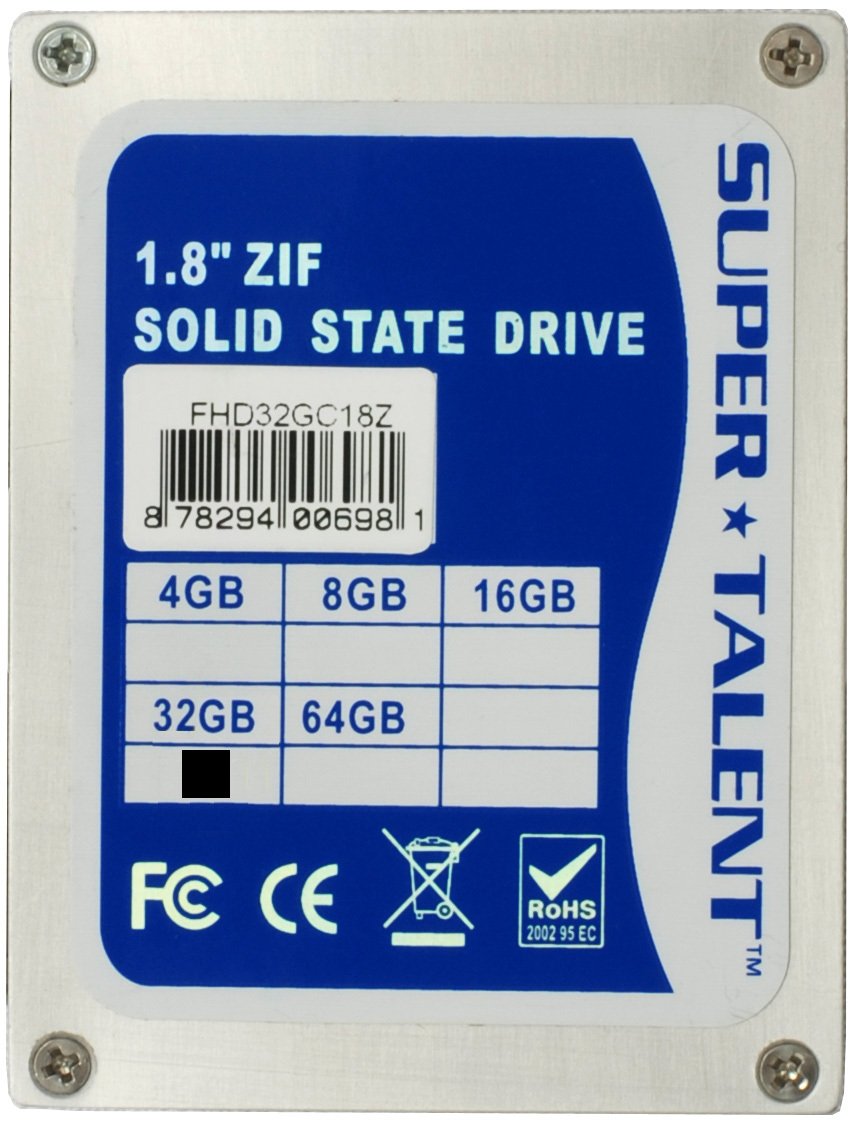 1.8" ZIF
SOLID STATE DRIVE
FHD32GC18Z
8 78294 00698 1
4GB 8GB 16GB
32GB 64GB
FC CE RoHS
2002 95 EC
SUPER★TALENT™